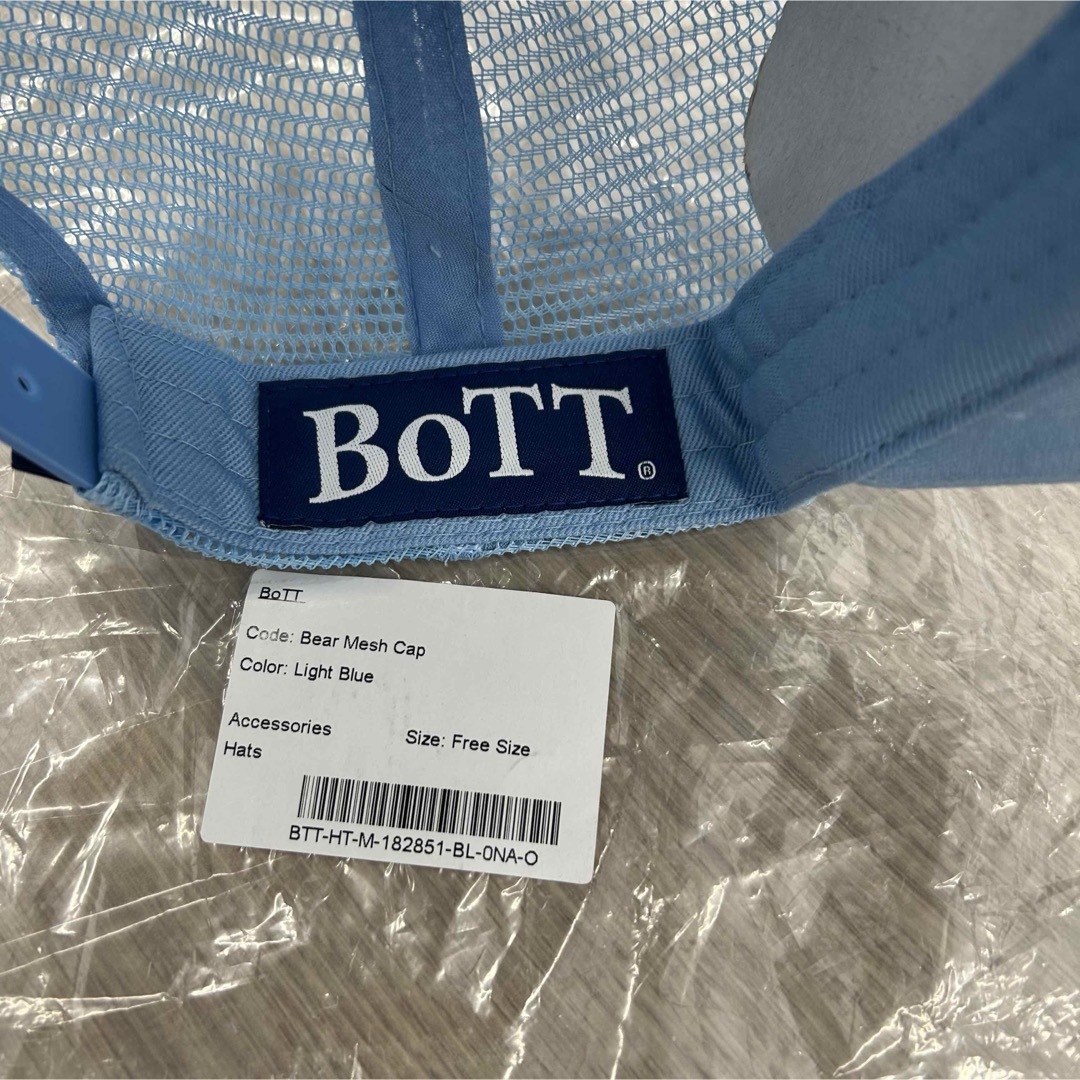 BoTT®
BoTT
Code: Bear Mesh Cap
Color: Light Blue
Accessories
Size: Free Size
Hats
BTT-HT-M-182851-BL-0NA-O